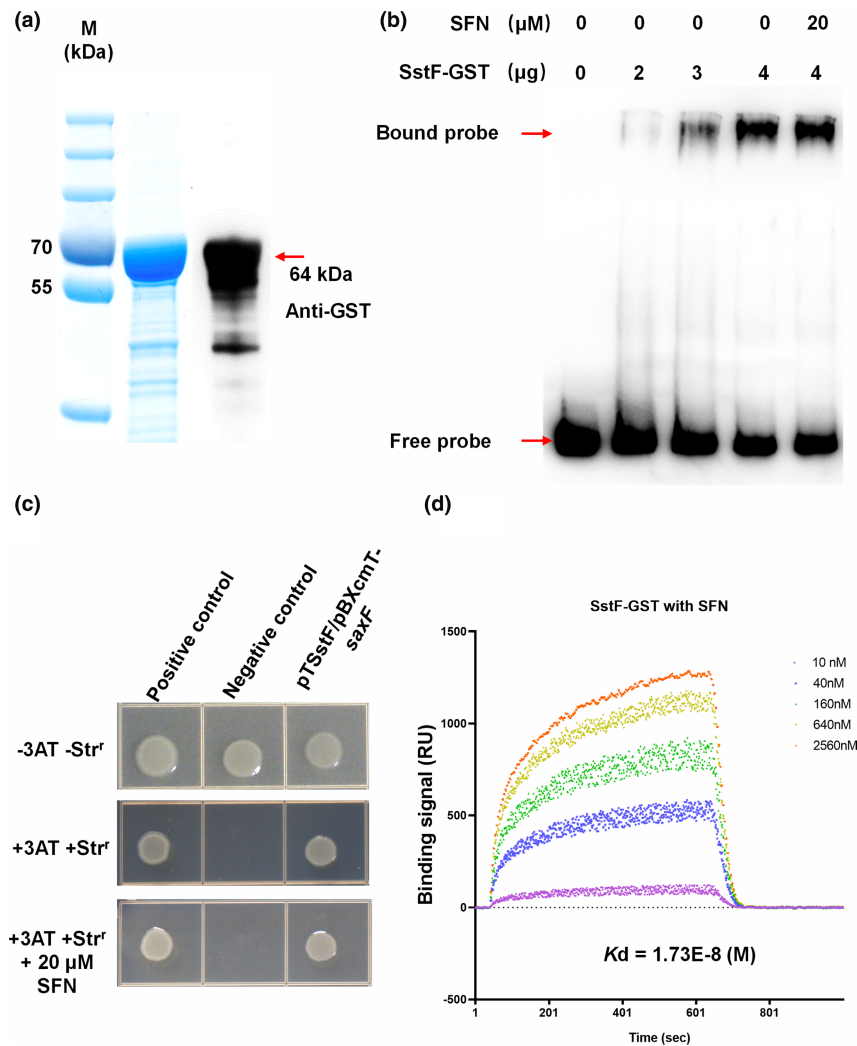 (a)
M
(kDa)
70
55
64 kDa
Anti-GST
(b)
SFN (μM) 0 0 0 0 20
SstF-GST (μg) 0 2 3 4 4
Bound probe
Free probe
(c)
Positive control
Negative control
pTSstF/pBXcmT-
saxF
-3AT -Strʳ
+3AT +Strʳ
+3AT +Strʳ
+ 20 μM
SFN
(d)
SstF-GST with SFN
1500
1000
500
0
-500
Binding signal (RU)
10 nM
40nM
160nM
640nM
2560nM
Kd = 1.73E-8 (M)
1 201 401 601 801
Time (sec)